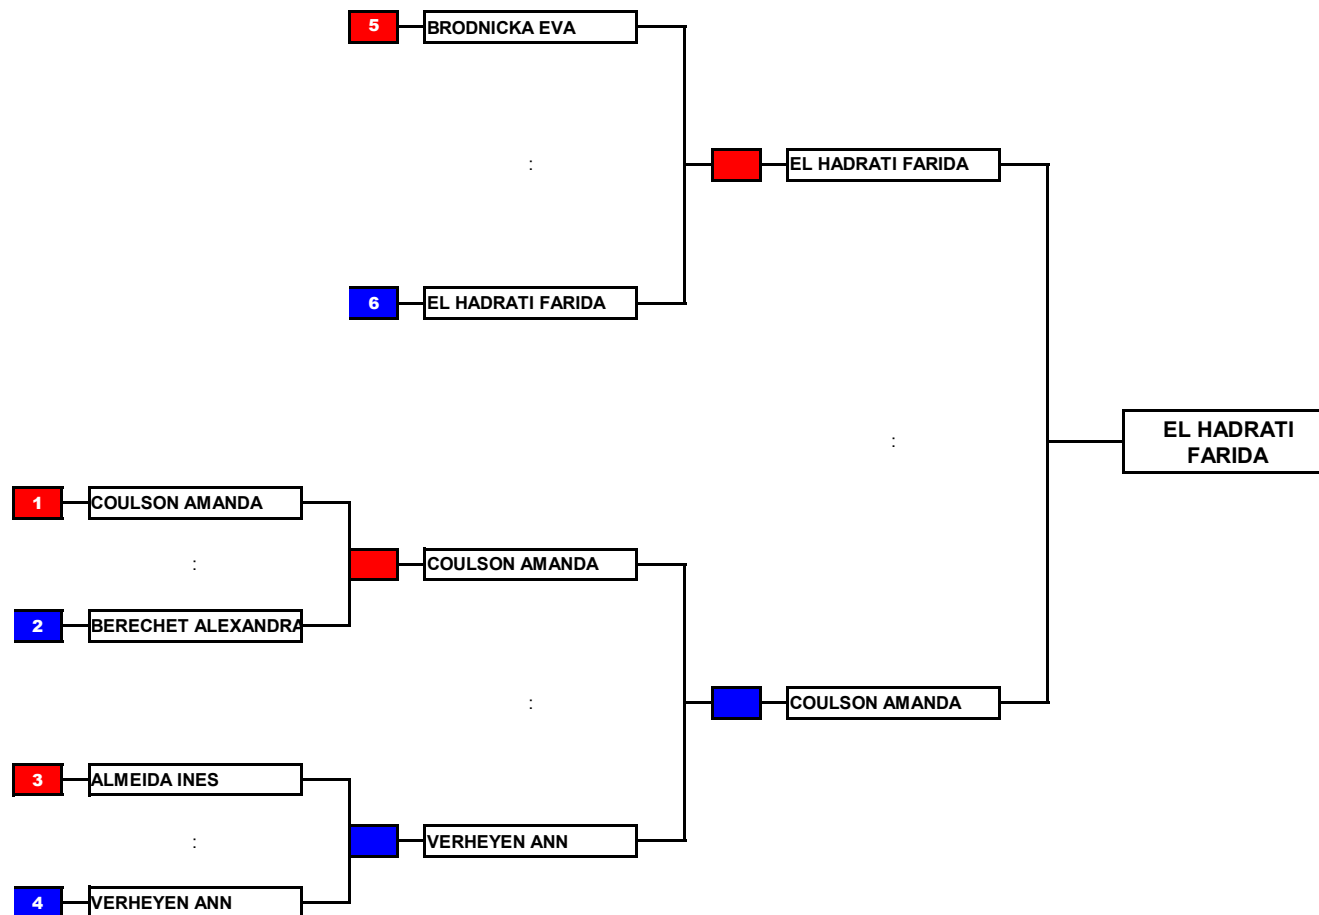 5 BRODNICKA EVA
: EL HADRATI FARIDA
6 EL HADRATI FARIDA
:
EL HADRATI
FARIDA
1 COULSON AMANDA
: COULSON AMANDA
2 BERECHET ALEXANDRA
: COULSON AMANDA
3 ALMEIDA INES
: VERHEYEN ANN
4 VERHEYEN ANN